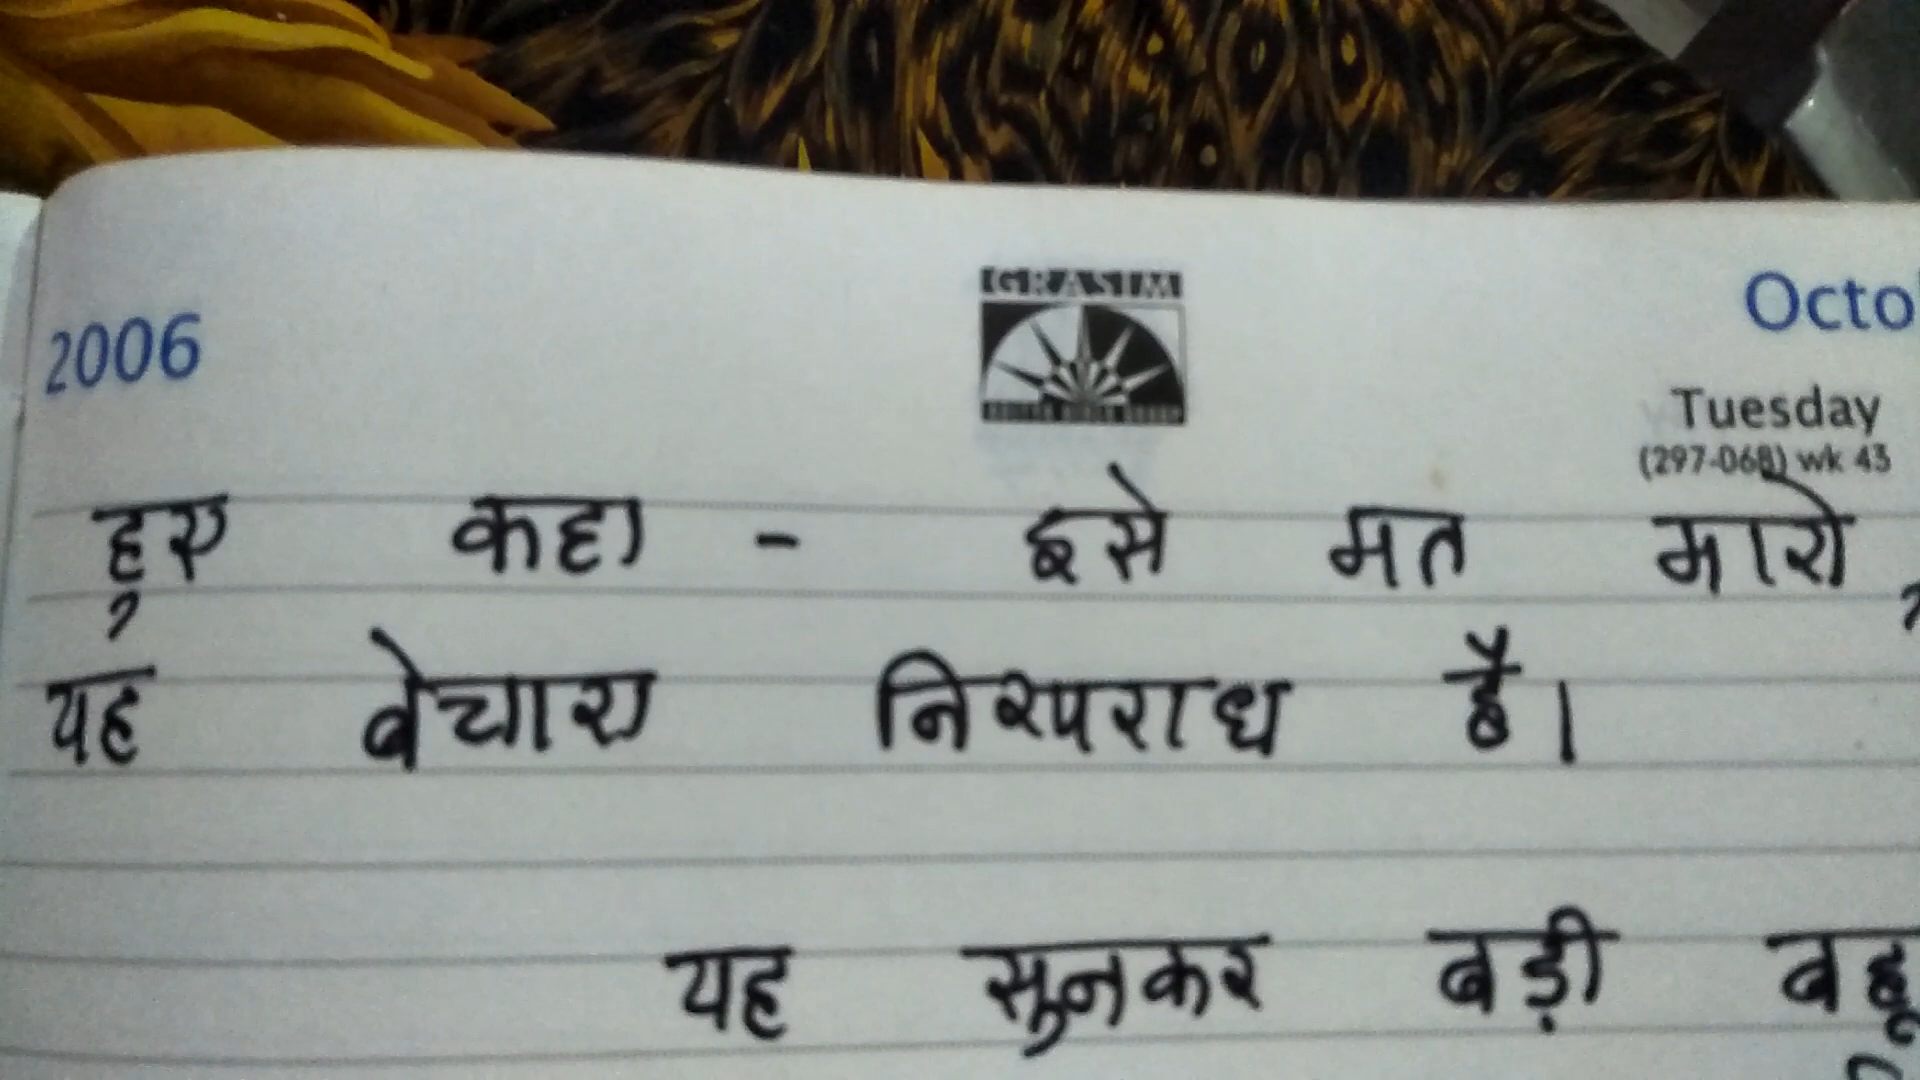 GRASIM
2006 Octo
Tuesday
(297-068) wk 43
हुए कहा - इसे मत मारो,
यह बेचारा निरपराध है।
यह सुनकर बड़ी बहू